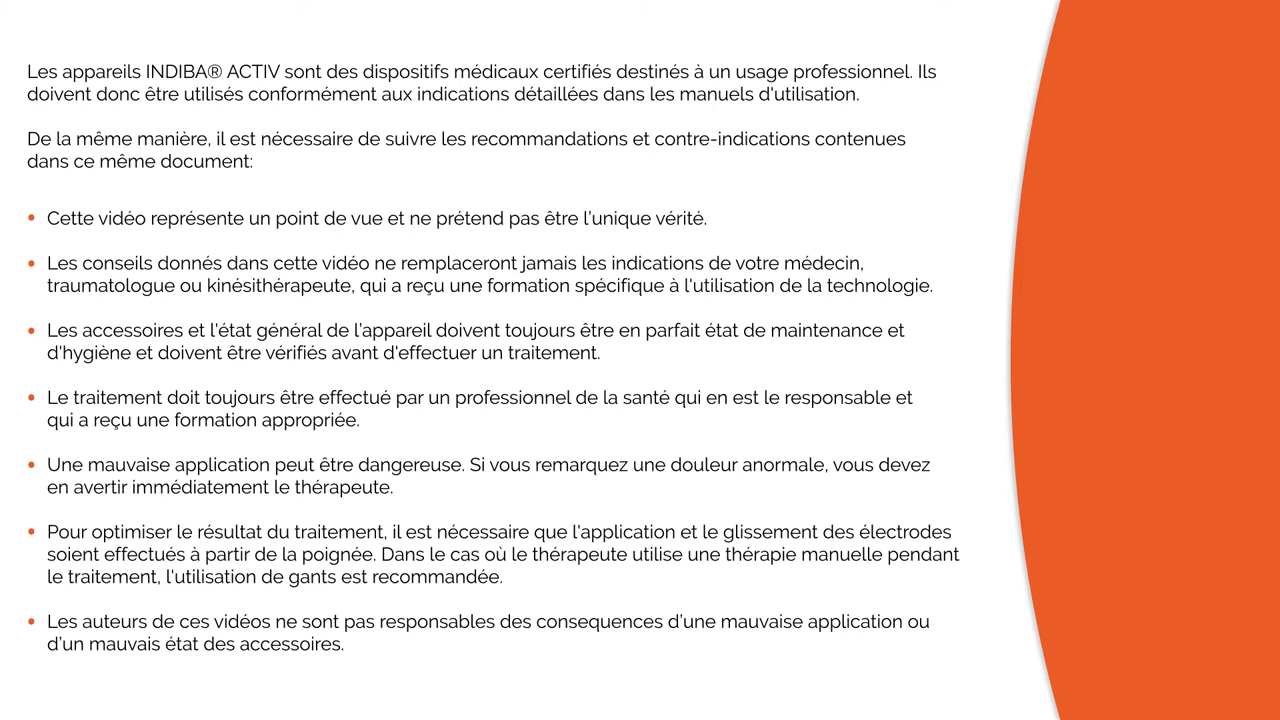 Les appareils INDIBA® ACTIV sont des dispositifs médicaux certifiés destinés à un usage professionnel. Ils
doivent donc être utilisés conformément aux indications détaillées dans les manuels d'utilisation.
De la même manière, il est nécessaire de suivre les recommandations et contre-indications contenues
dans ce même document:
• Cette vidéo représente un point de vue et ne prétend pas être l'unique vérité.
• Les conseils donnés dans cette vidéo ne remplaceront jamais les indications de votre médecin,
traumatologue ou kinésithérapeute, qui a reçu une formation spécifique à l'utilisation de la technologie.
• Les accessoires et l'état général de l'appareil doivent toujours être en parfait état de maintenance et
d'hygiène et doivent être vérifiés avant d'effectuer un traitement.
• Le traitement doit toujours être effectué par un professionnel de la santé qui en est le responsable et
qui a reçu une formation appropriée.
• Une mauvaise application peut être dangereuse. Si vous remarquez une douleur anormale, vous devez
en avertir immédiatement le thérapeute.
• Pour optimiser le résultat du traitement, il est nécessaire que l'application et le glissement des électrodes
soient effectués à partir de la poignée. Dans le cas où le thérapeute utilise une thérapie manuelle pendant
le traitement, l'utilisation de gants est recommandée.
• Les auteurs de ces vidéos ne sont pas responsables des consequences d'une mauvaise application ou
d'un mauvais état des accessoires.